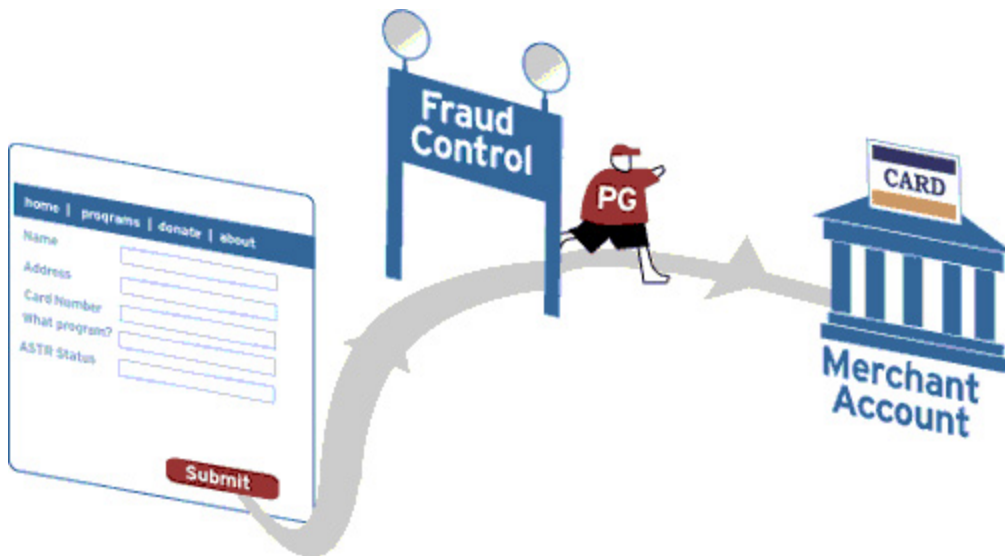 home | programs | donate | about
Name
Address
Card Number
What program?
ASTR Status
Submit
Fraud
Control
PG
CARD
Merchant
Account